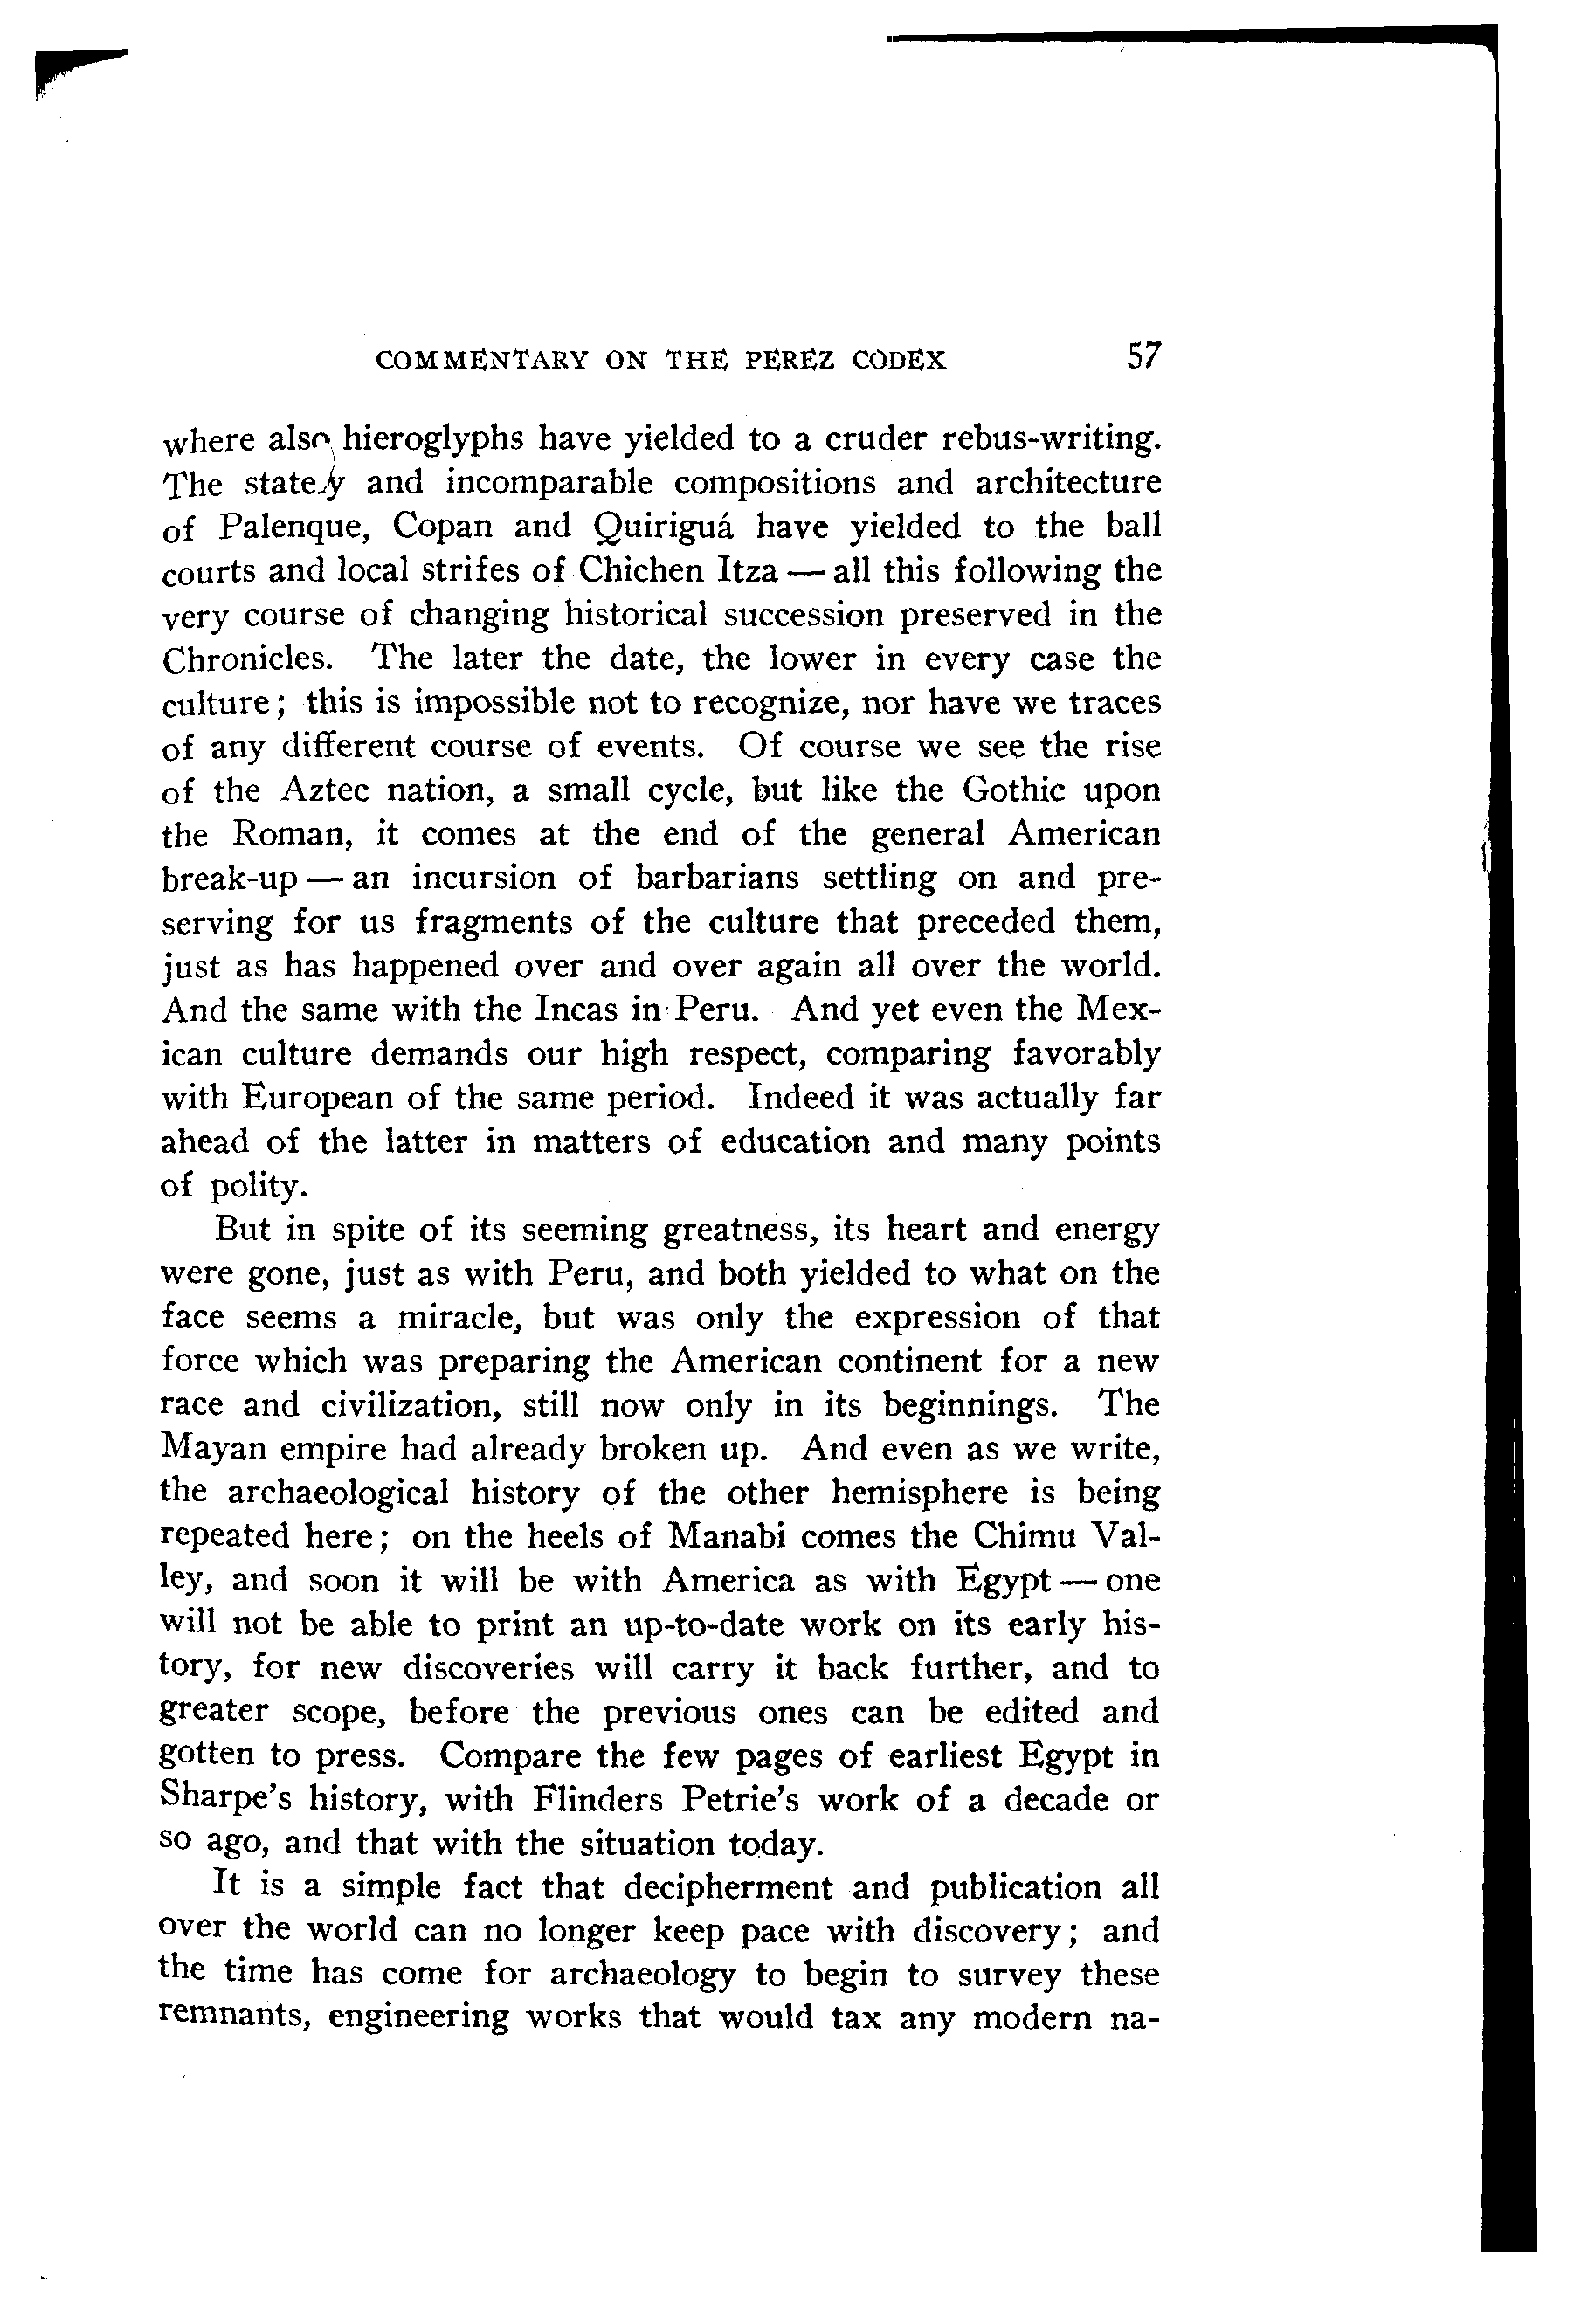 COMMENTARY ON THE PEREZ CODEX 57
where also hieroglyphs have yielded to a cruder rebus-writing.
The stately and incomparable compositions and architecture
of Palenque, Copan and Quiriguá have yielded to the ball
courts and local strifes of Chichen Itza — all this following the
very course of changing historical succession preserved in the
Chronicles. The later the date, the lower in every case the
culture; this is impossible not to recognize, nor have we traces
of any different course of events. Of course we see the rise
of the Aztec nation, a small cycle, but like the Gothic upon
the Roman, it comes at the end of the general American
break-up — an incursion of barbarians settling on and pre-
serving for us fragments of the culture that preceded them,
just as has happened over and over again all over the world.
And the same with the Incas in Peru. And yet even the Mex-
ican culture demands our high respect, comparing favorably
with European of the same period. Indeed it was actually far
ahead of the latter in matters of education and many points
of polity.
But in spite of its seeming greatness, its heart and energy
were gone, just as with Peru, and both yielded to what on the
face seems a miracle, but was only the expression of that
force which was preparing the American continent for a new
race and civilization, still now only in its beginnings. The
Mayan empire had already broken up. And even as we write,
the archaeological history of the other hemisphere is being
repeated here; on the heels of Manabi comes the Chimu Val-
ley, and soon it will be with America as with Egypt — one
will not be able to print an up-to-date work on its early his-
tory, for new discoveries will carry it back further, and to
greater scope, before the previous ones can be edited and
gotten to press. Compare the few pages of earliest Egypt in
Sharpe's history, with Flinders Petrie's work of a decade or
so ago, and that with the situation today.
It is a simple fact that decipherment and publication all
over the world can no longer keep pace with discovery; and
the time has come for archaeology to begin to survey these
remnants, engineering works that would tax any modern na-